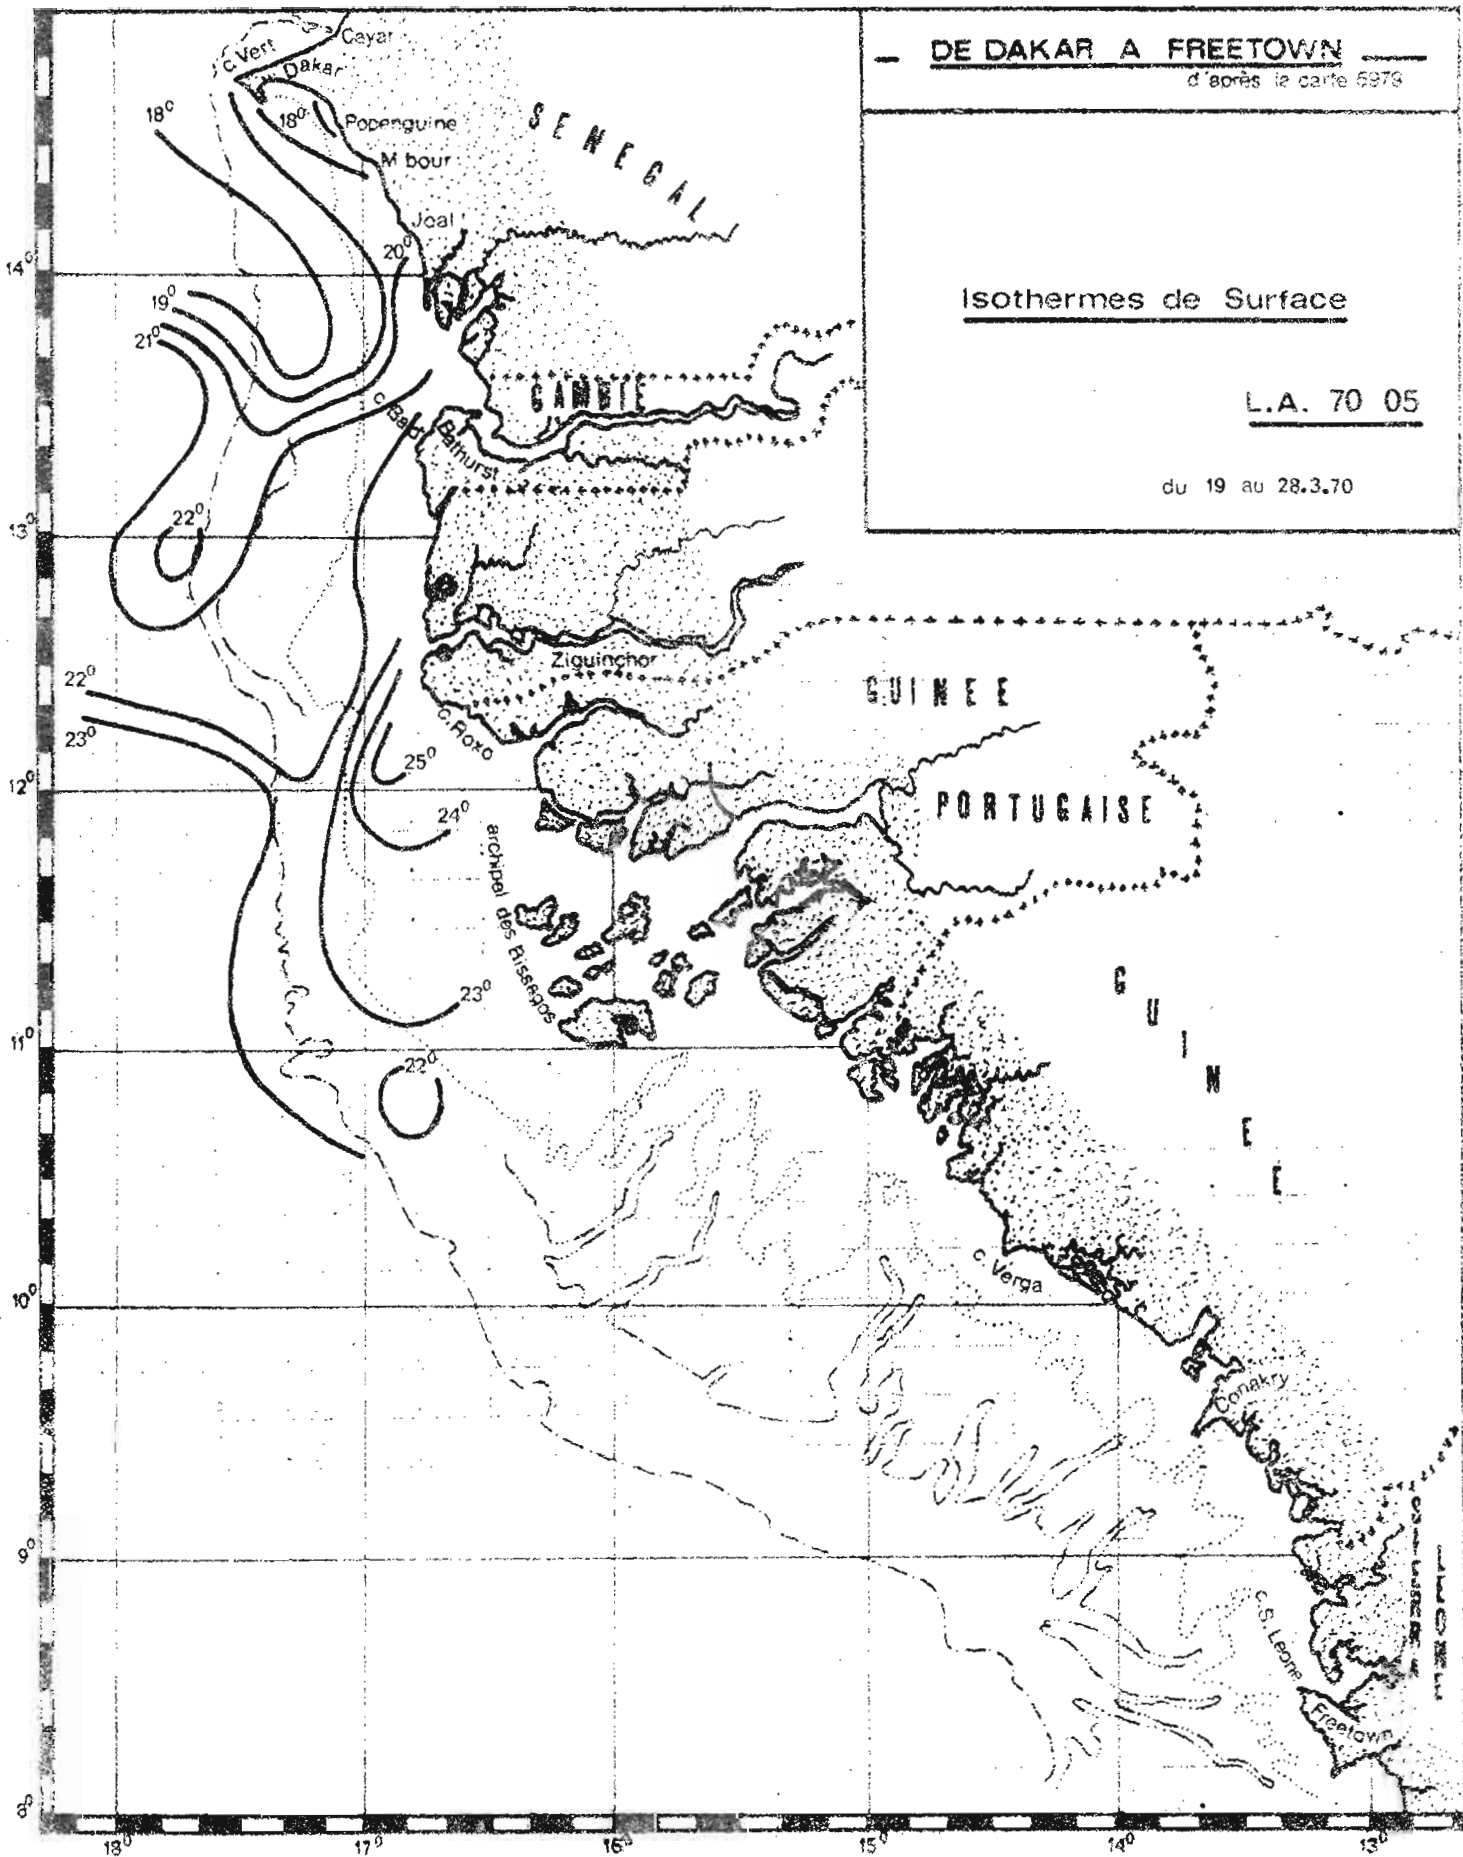 DE DAKAR A FREETOWN
d'après la carte 5979
Isothermes de Surface
L.A. 70 05
du 19 au 28.3.70
c. Vert
Cayar
Dakar
18°
18°
Popenguine
M bour
SENEGAL
Joal
20°
14°
19°
21°
GAMBIE
c. Bald
Bathurst
22°
13°
Ziguinchor
22°
23°
c. Roxo
GUINEE
25°
12°
24°
PORTUGAISE
archipel des Bissagos
23°
GUINEE
11°
22°
c. Verga
10°
Conakry
9°
c. S. Leone
Freetown
8°
18°
17°
16°
15°
14°
13°